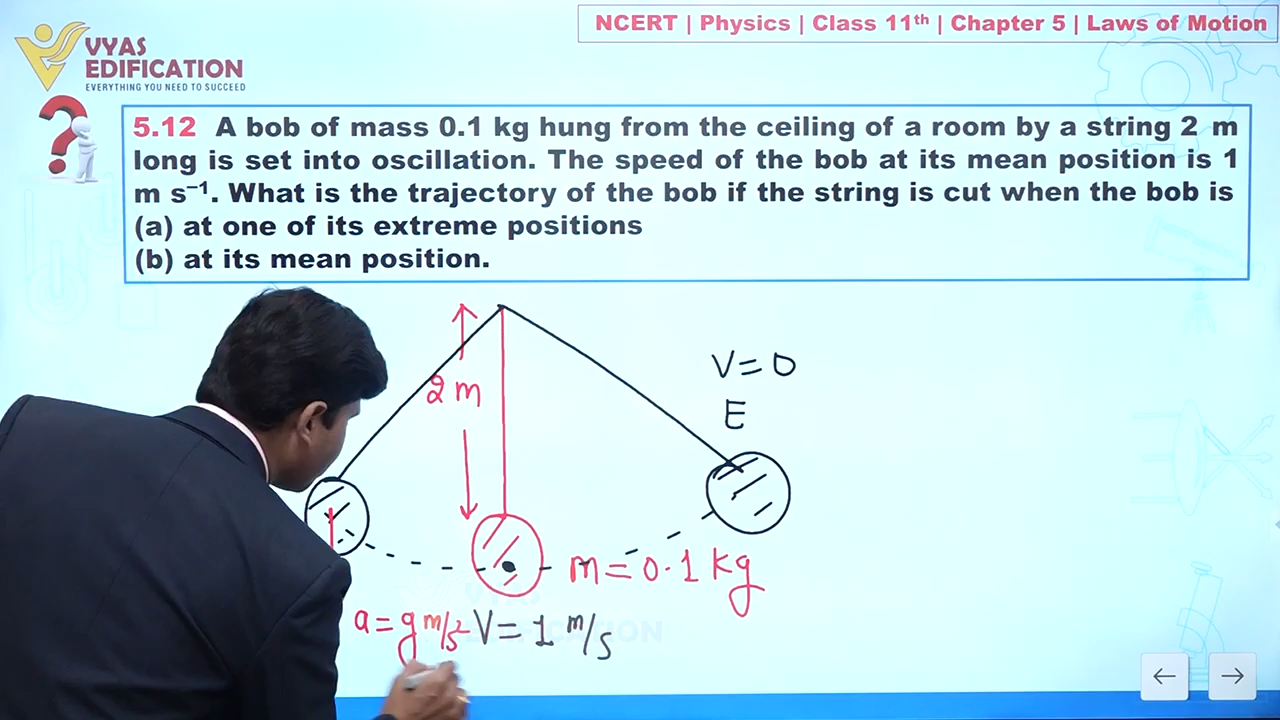 NCERT | Physics | Class 11th | Chapter 5 | Laws of Motion
VYAS
EDIFICATION
EVERYTHING YOU NEED TO SUCCEED
5.12 A bob of mass 0.1 kg hung from the ceiling of a room by a string 2 m
long is set into oscillation. The speed of the bob at its mean position is 1
m s⁻¹. What is the trajectory of the bob if the string is cut when the bob is
(a) at one of its extreme positions
(b) at its mean position.
V=0
2 m
E
m=0.1 kg
a=g m/s² V=1 m/s